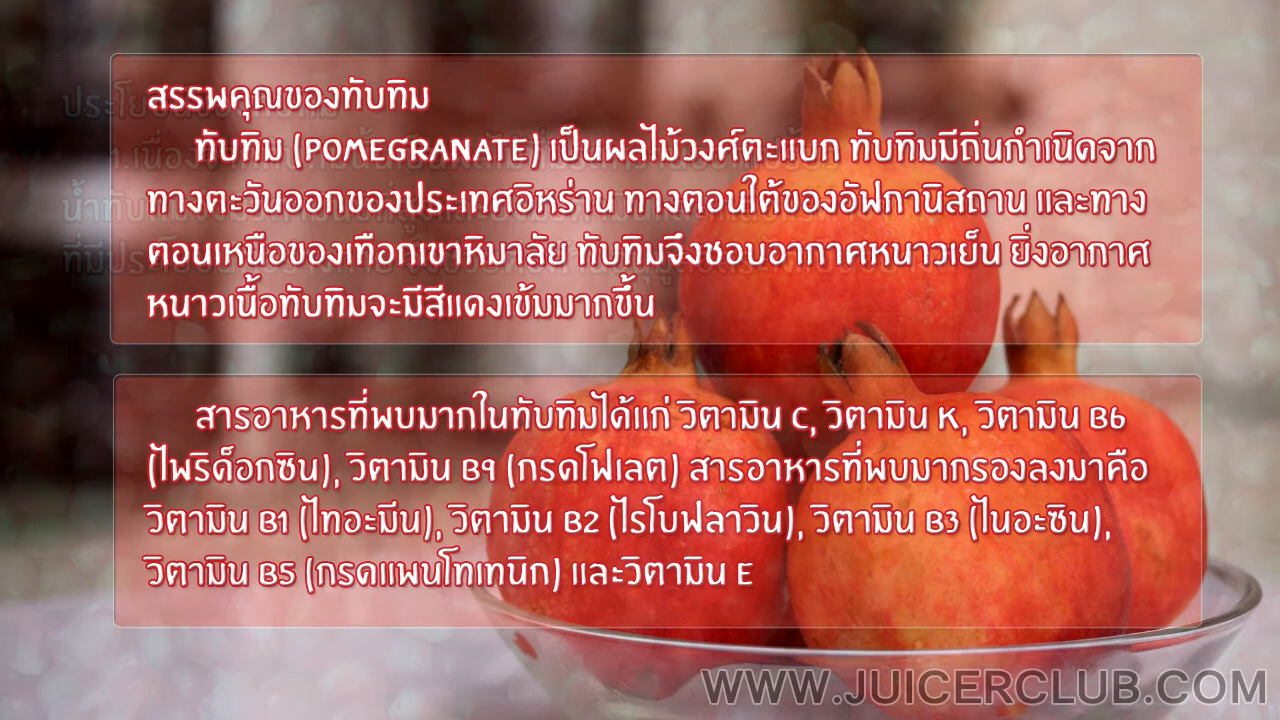 สรรพคุณของทับทิม
ทับทิม (POMEGRANATE) เป็นผลไม้วงศ์ตะแบก ทับทิมมีถิ่นกำเนิดจาก
ทางตะวันออกของประเทศอิหร่าน ทางตอนใต้ของอัฟกานิสถาน และทาง
ตอนเหนือของเทือกเขาหิมาลัย ทับทิมจึงชอบอากาศหนาวเย็น ยิ่งอากาศ
หนาวเนื้อทับทิมจะมีสีแดงเข้มมากขึ้น
สารอาหารที่พบมากในทับทิมได้แก่ วิตามิน C, วิตามิน K, วิตามิน B6
(ไพริด็อกซิน), วิตามิน B9 (กรดโฟเลต) สารอาหารที่พบมากรองลงมาคือ
วิตามิน B1 (ไทอะมีน), วิตามิน B2 (ไรโบฟลาวิน), วิตามิน B3 (ไนอะซิน),
วิตามิน B5 (กรดแพนโทเทนิก) และวิตามิน E
WWW.JUICERCLUB.COM